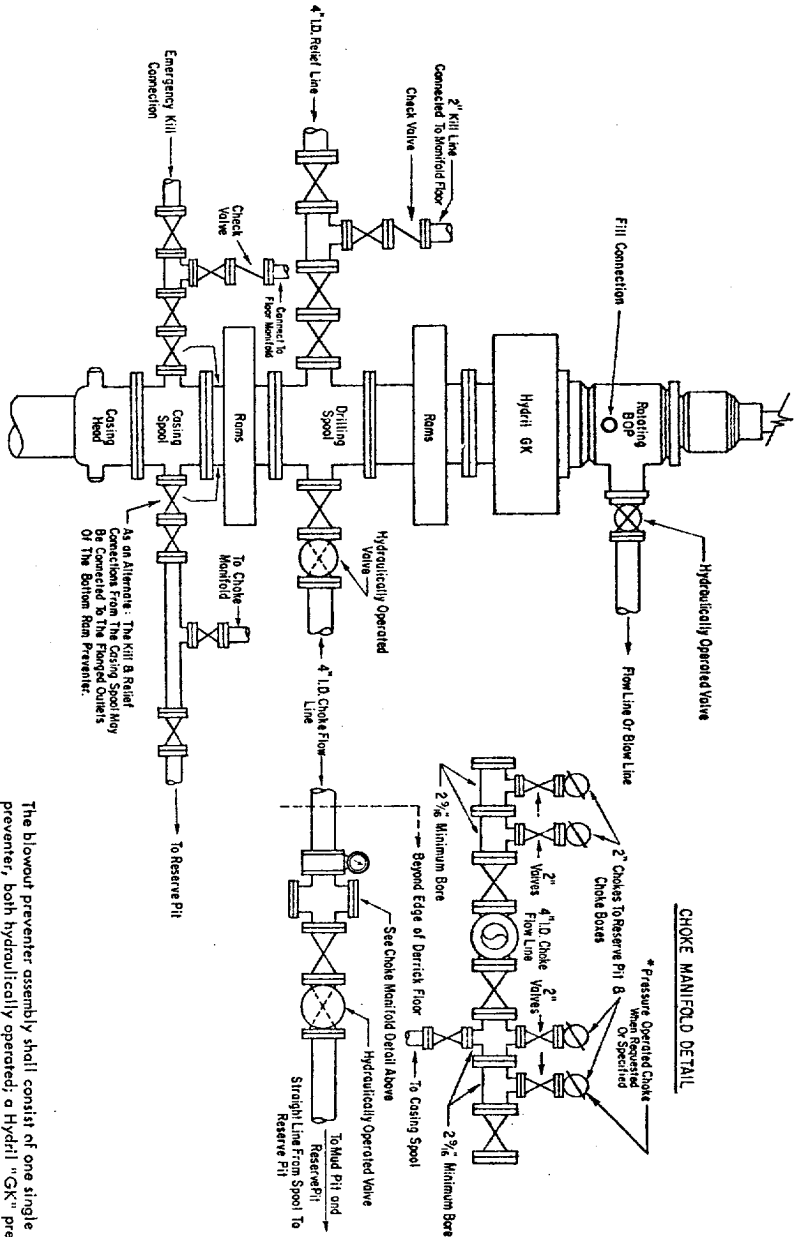 4" I.D. Relief Line
2" Kill Line
Connected To Manifold Floor
Check Valve
Fill Connection
Emergency Kill
Connection
Check
Valve
Connect To
Floor Manifold
Casing
Head
Casing
Spool
Rams
Drilling
Spool
Rams
Hydril GK
Rotating
BOP
Hydraulically Operated Valve
Flow Line Or Blow Line
Hydraulically Operated
Valve
4" I.D. Choke Flow
Line
To Choke
Manifold
As an Alternate: The Kill & Relief
Connections From The Casing Spool May
Be Connected To The Flanged Outlets
Of The Bottom Ram Preventer.
To Reserve Pit
CHOKE MANIFOLD DETAIL
*Pressure Operated Choke
When Requested
Or Specified
2" Chokes To Reserve Pit &
Choke Boxes
2"
Valves
4" I.D. Choke
Flow Line
2"
Valves
2 9/16" Minimum Bore
2 9/16" Minimum Bore
To Casing Spool
Beyond Edge of Derrick Floor
See Choke Manifold Detail Above
Hydraulically Operated Valve
To Mud Pit and
Reserve Pit
Straight Line From Spool To
Reserve Pit
The blowout preventer assembly shall consist of one single
preventer, both hydraulically operated; a Hydril "GK" pre